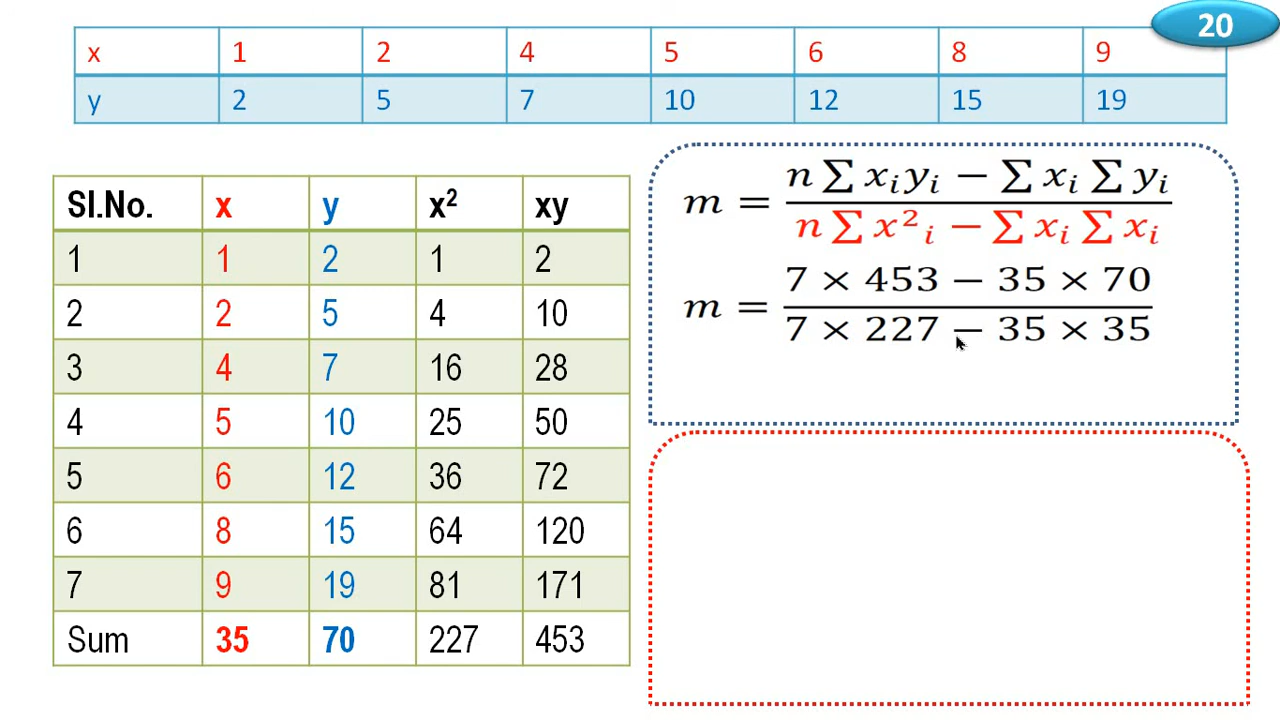 20
x 1 2 4 5 6 8 9
y 2 5 7 10 12 15 19
Sl.No. x y x² xy
1 1 2 1 2
2 2 5 4 10
3 4 7 16 28
4 5 10 25 50
5 6 12 36 72
6 8 15 64 120
7 9 19 81 171
Sum 35 70 227 453
m = (n ∑ xᵢyᵢ − ∑ xᵢ ∑ yᵢ) / (n ∑ x²ᵢ − ∑ xᵢ ∑ xᵢ)
m = (7 × 453 − 35 × 70) / (7 × 227 − 35 × 35)